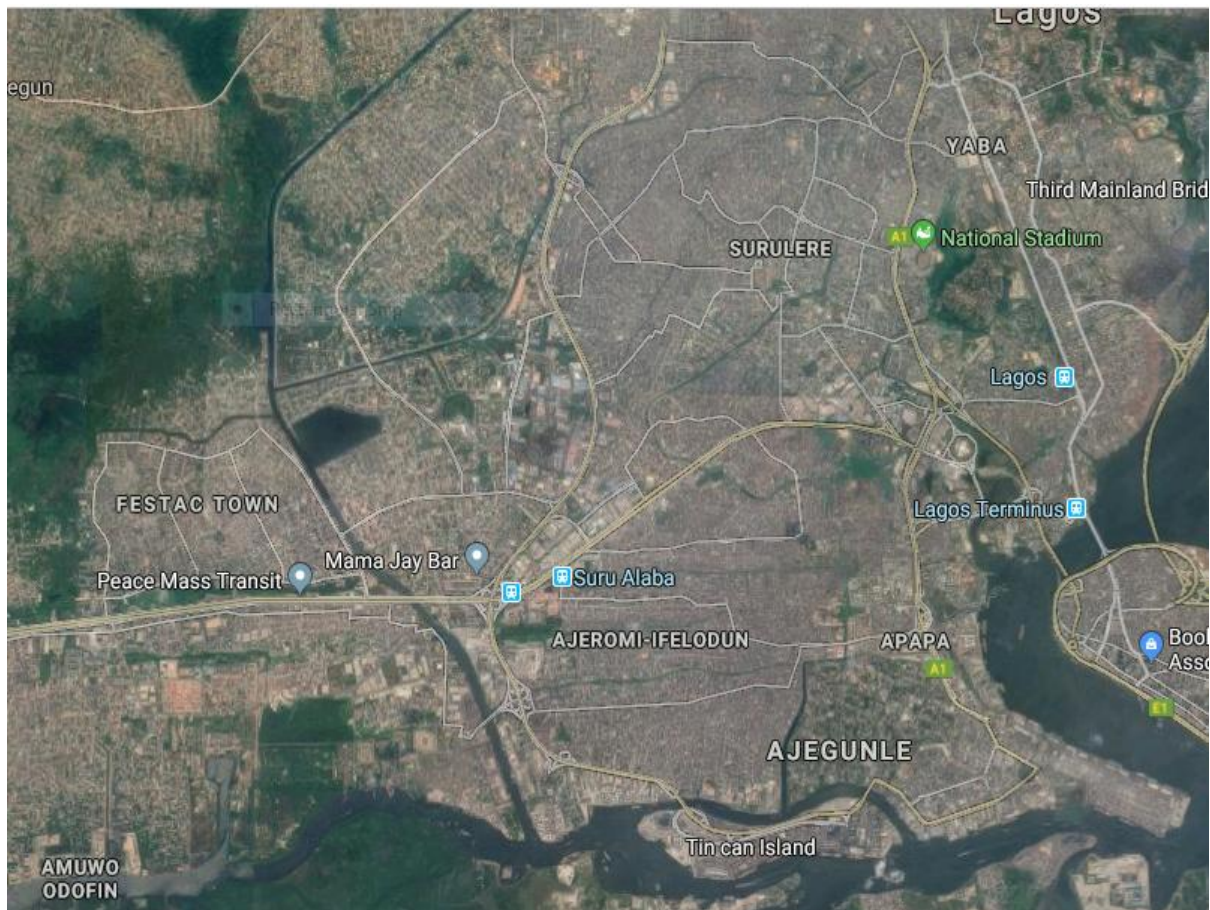 Lagos
egun
YABA
Third Mainland Brid
A1
National Stadium
SURULERE
Lagos
FESTAC TOWN
Lagos Terminus
Mama Jay Bar
Peace Mass Transit
Suru Alaba
AJEROMI-IFELODUN
APAPA
Bool
Asso
A1
E1
AJEGUNLE
Tin can Island
AMUWO
ODOFIN